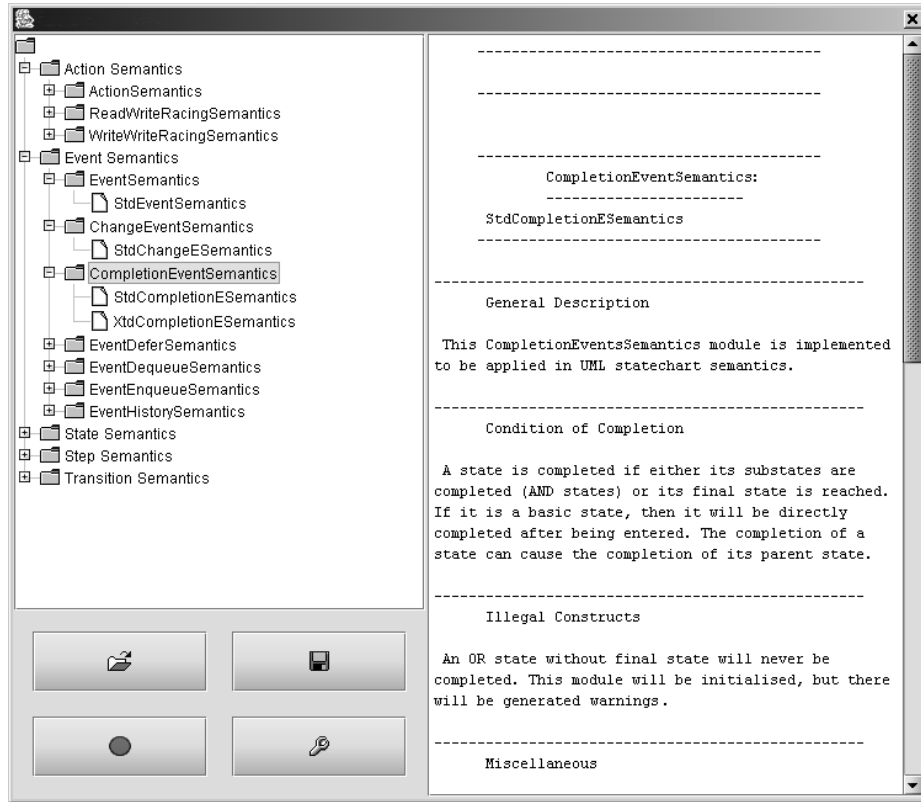 Action Semantics
ActionSemantics
ReadWriteRacingSemantics
WriteWriteRacingSemantics
Event Semantics
EventSemantics
StdEventSemantics
ChangeEventSemantics
StdChangeESemantics
CompletionEventSemantics
StdCompletionESemantics
XtdCompletionESemantics
EventDeferSemantics
EventDequeueSemantics
EventEnqueueSemantics
EventHistorySemantics
State Semantics
Step Semantics
Transition Semantics
----------------------------------------
----------------------------------------
----------------------------------------
CompletionEventSemantics:
-----------------------
StdCompletionESemantics
----------------------------------------
--------------------------------------------------
General Description
This CompletionEventsSemantics module is implemented
to be applied in UML statechart semantics.
--------------------------------------------------
Condition of Completion
A state is completed if either its substates are
completed (AND states) or its final state is reached.
If it is a basic state, then it will be directly
completed after being entered. The completion of a
state can cause the completion of its parent state.
--------------------------------------------------
Illegal Constructs
An OR state without final state will never be
completed. This module will be initialised, but there
will be generated warnings.
--------------------------------------------------
Miscellaneous